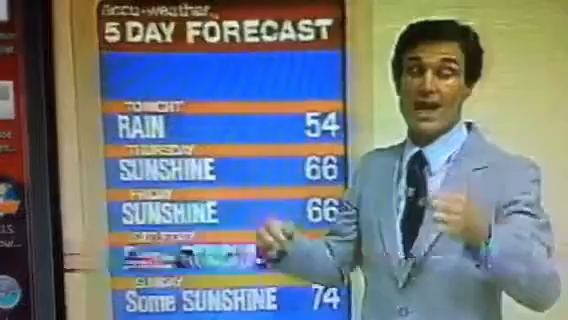 Accu-weather
5 DAY FORECAST
TONIGHT
RAIN 54
THURSDAY
SUNSHINE 66
FRIDAY
SUNSHINE 66
SUNDAY
Some SUNSHINE 74
U.S.